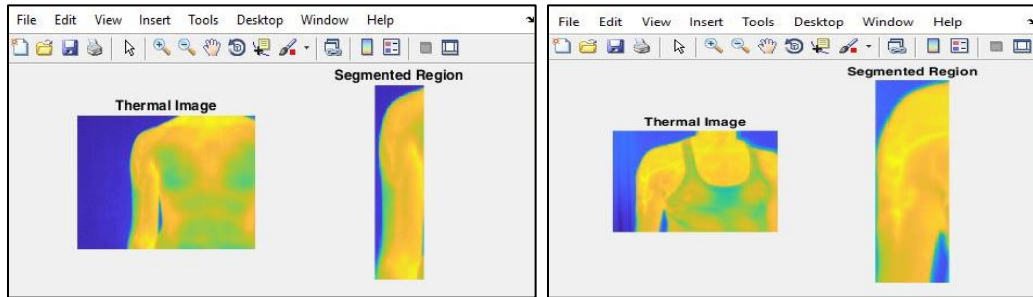 File Edit View Insert Tools Desktop Window Help
Segmented Region
Thermal Image
File Edit View Insert Tools Desktop Window Help
Segmented Region
Thermal Image